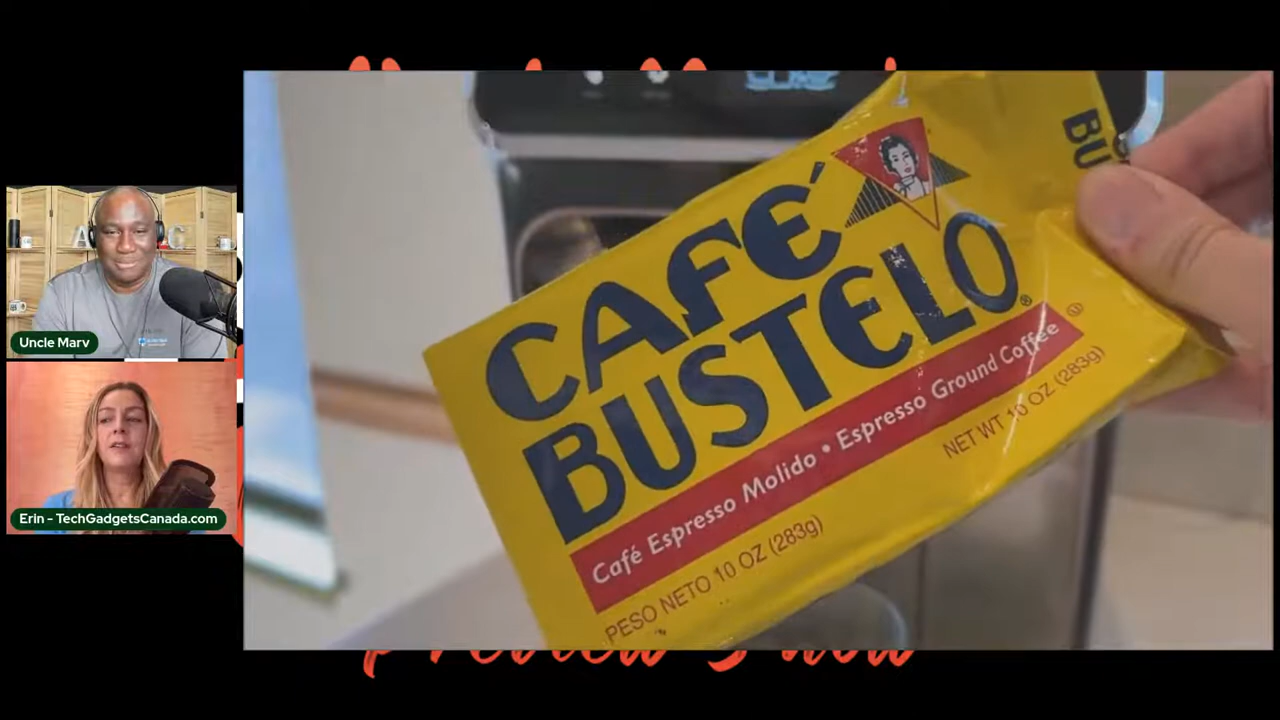 CAFÉ
BUSTELO®
Café Espresso Molido • Espresso Ground Coffee
NET WT 10 OZ (283g)
PESO NETO 10 OZ (283g)
BU
Uncle Marv
Erin - TechGadgetsCanada.com